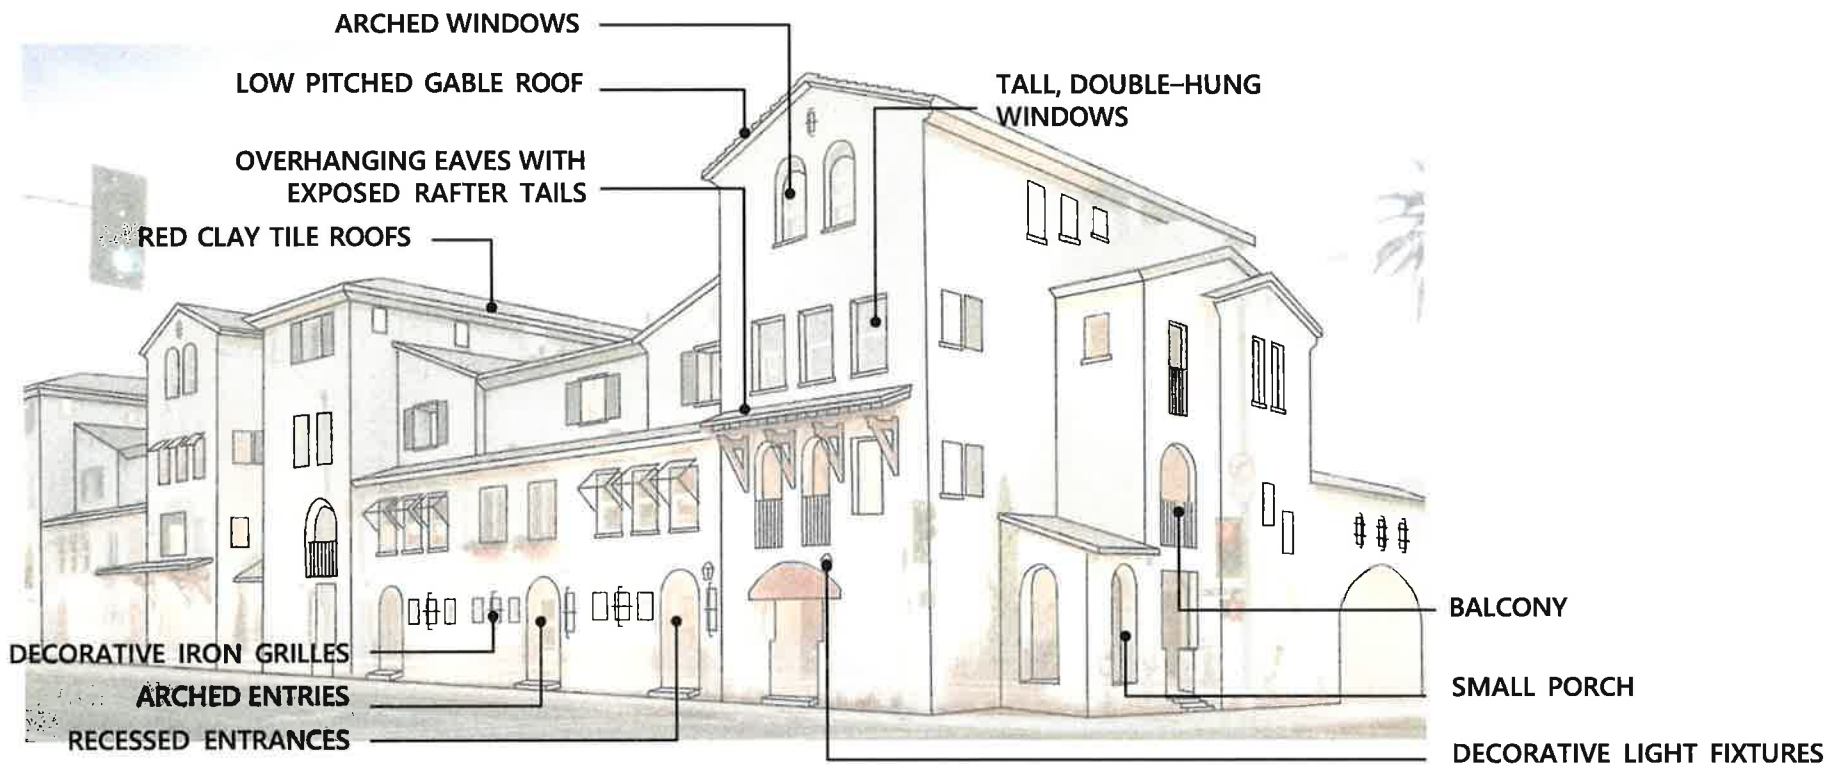 ARCHED WINDOWS
LOW PITCHED GABLE ROOF
TALL, DOUBLE-HUNG
WINDOWS
OVERHANGING EAVES WITH
EXPOSED RAFTER TAILS
RED CLAY TILE ROOFS
DECORATIVE IRON GRILLES
ARCHED ENTRIES
RECESSED ENTRANCES
BALCONY
SMALL PORCH
DECORATIVE LIGHT FIXTURES